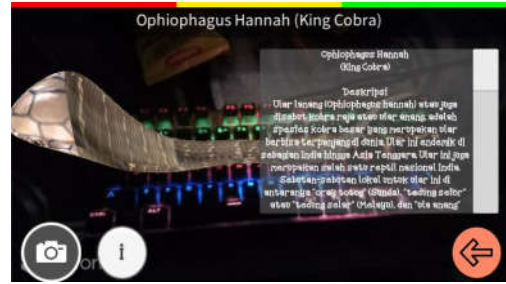 Ophiophagus Hannah (King Cobra)
Ophiophagus Hannah
(King Cobra)
Deskripsi
Ular lanang (Ophiophagus hannah) atau juga
disebut kobra raja atau ular anang adalah
spesies kobra besar yang merupakan ular
berbisa terpanjang di dunia. Ular ini endemik di
sebagian India hingga Asia Tenggara. Ular ini juga
merupakan salah satu reptil nasional India.
Sebutan-sebutan lokal untuk ular ini di
antaranya "oray totog" (Sunda), "tedung selor"
atau "tedung selar" (Melayu), dan "ula anang"
i